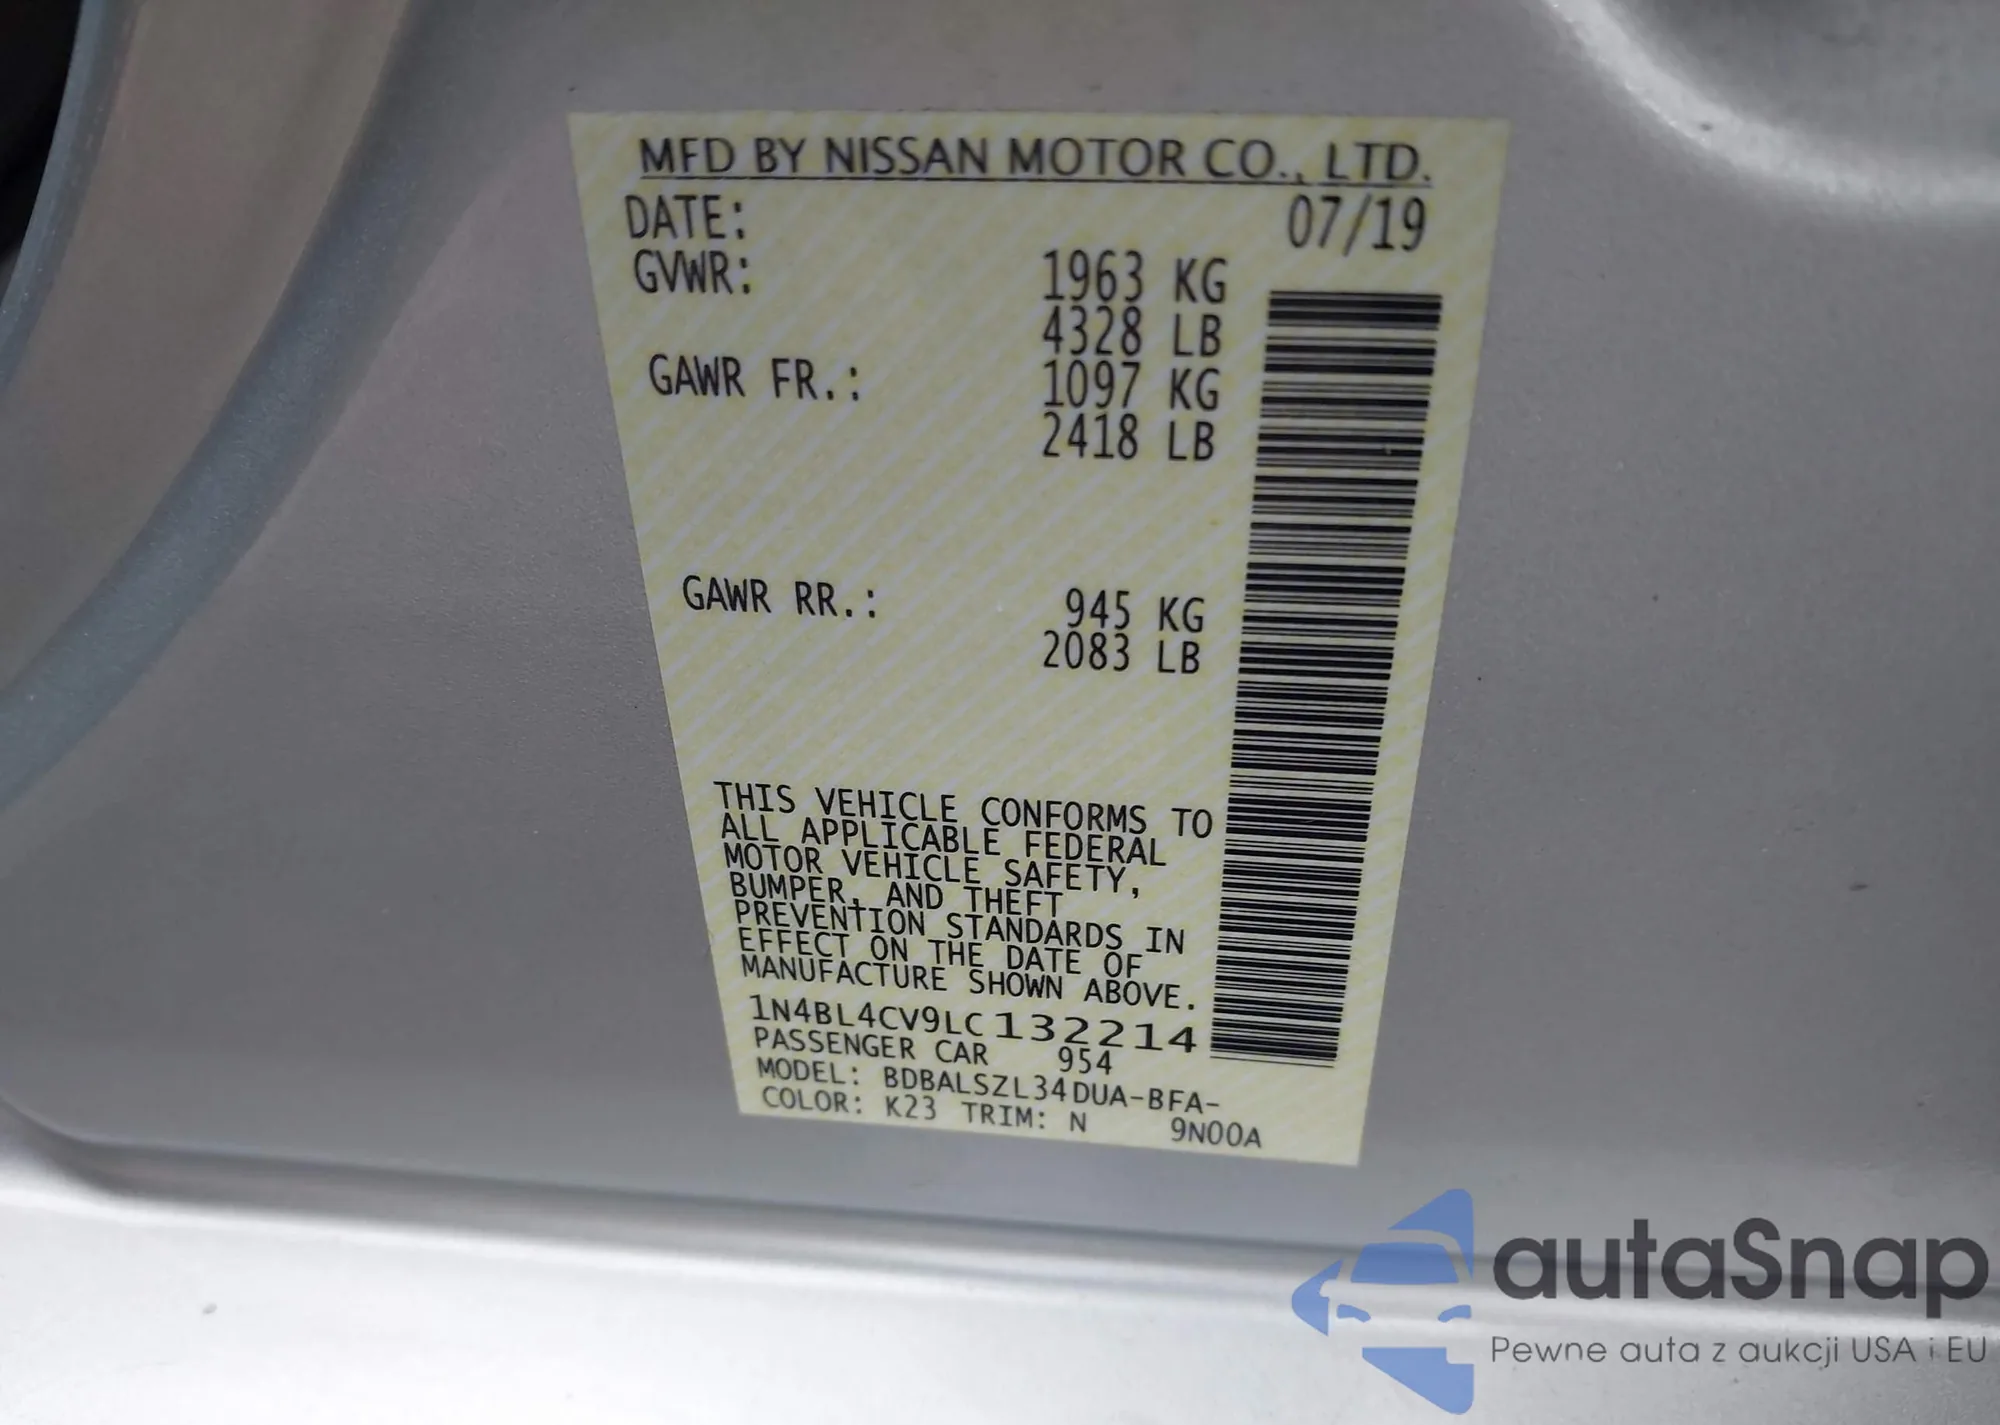 MFD BY NISSAN MOTOR CO., LTD.
DATE: 07/19
GVWR: 1963 KG
4328 LB
GAWR FR.: 1097 KG
2418 LB
GAWR RR.: 945 KG
2083 LB
THIS VEHICLE CONFORMS TO
ALL APPLICABLE FEDERAL
MOTOR VEHICLE SAFETY,
BUMPER, AND THEFT
PREVENTION STANDARDS IN
EFFECT ON THE DATE OF
MANUFACTURE SHOWN ABOVE.
1N4BL4CV9LC132214
PASSENGER CAR 954
MODEL: BDBALSZL34DUA-BFA-
COLOR: K23 TRIM: N 9N00A
autaSnap
Pewne auta z aukcji USA i EU